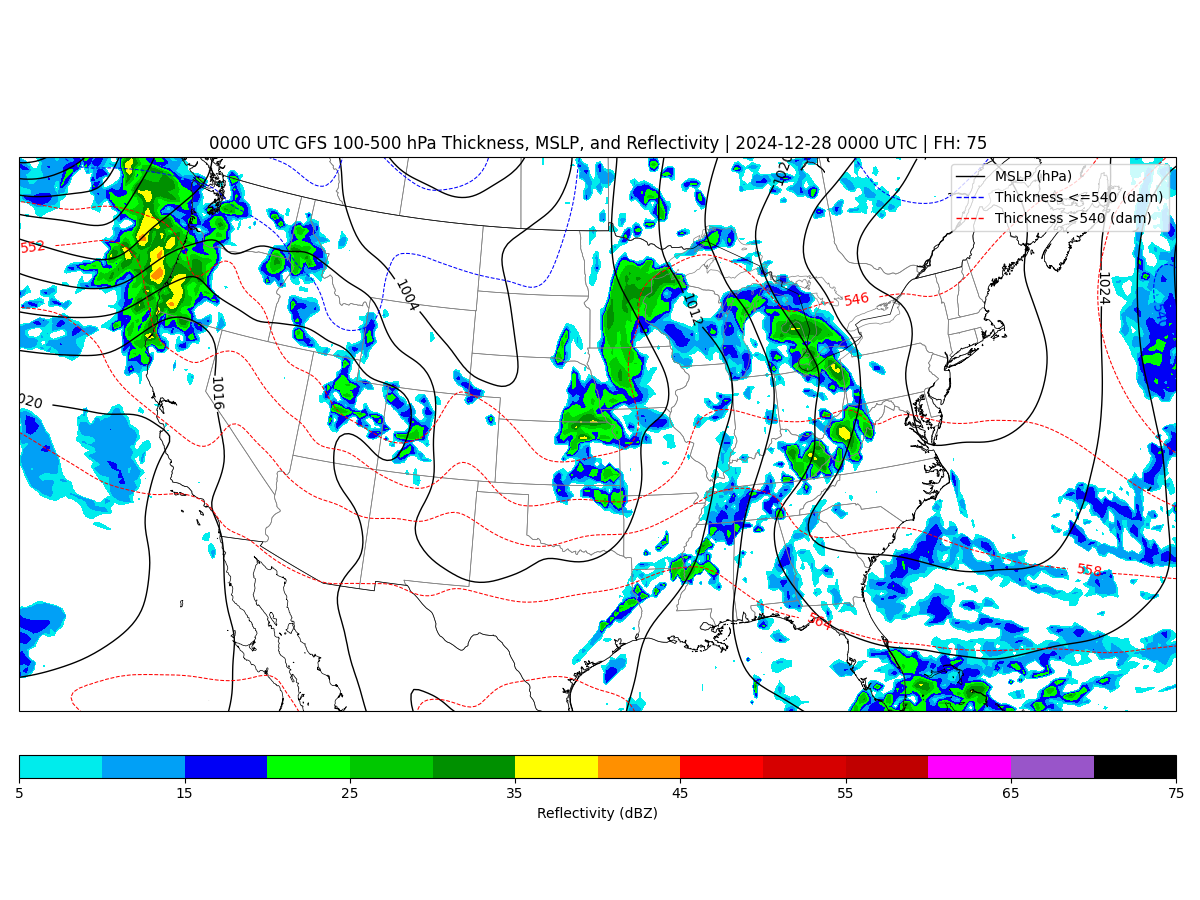 0000 UTC GFS 100-500 hPa Thickness, MSLP, and Reflectivity | 2024-12-28 0000 UTC | FH: 75
MSLP (hPa)
Thickness <=540 (dam)
Thickness >540 (dam)
1020
552
1004
1012
546
1024
1016
020
558
564
5 15 25 35 45 55 65 75
Reflectivity (dBZ)